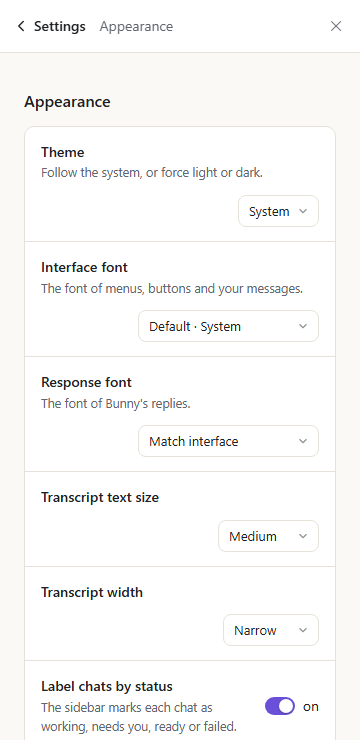 Settings Appearance
Appearance
Theme
Follow the system, or force light or dark.
System
Interface font
The font of menus, buttons and your messages.
Default · System
Response font
The font of Bunny's replies.
Match interface
Transcript text size
Medium
Transcript width
Narrow
Label chats by status
The sidebar marks each chat as
working, needs you, ready or failed.
on